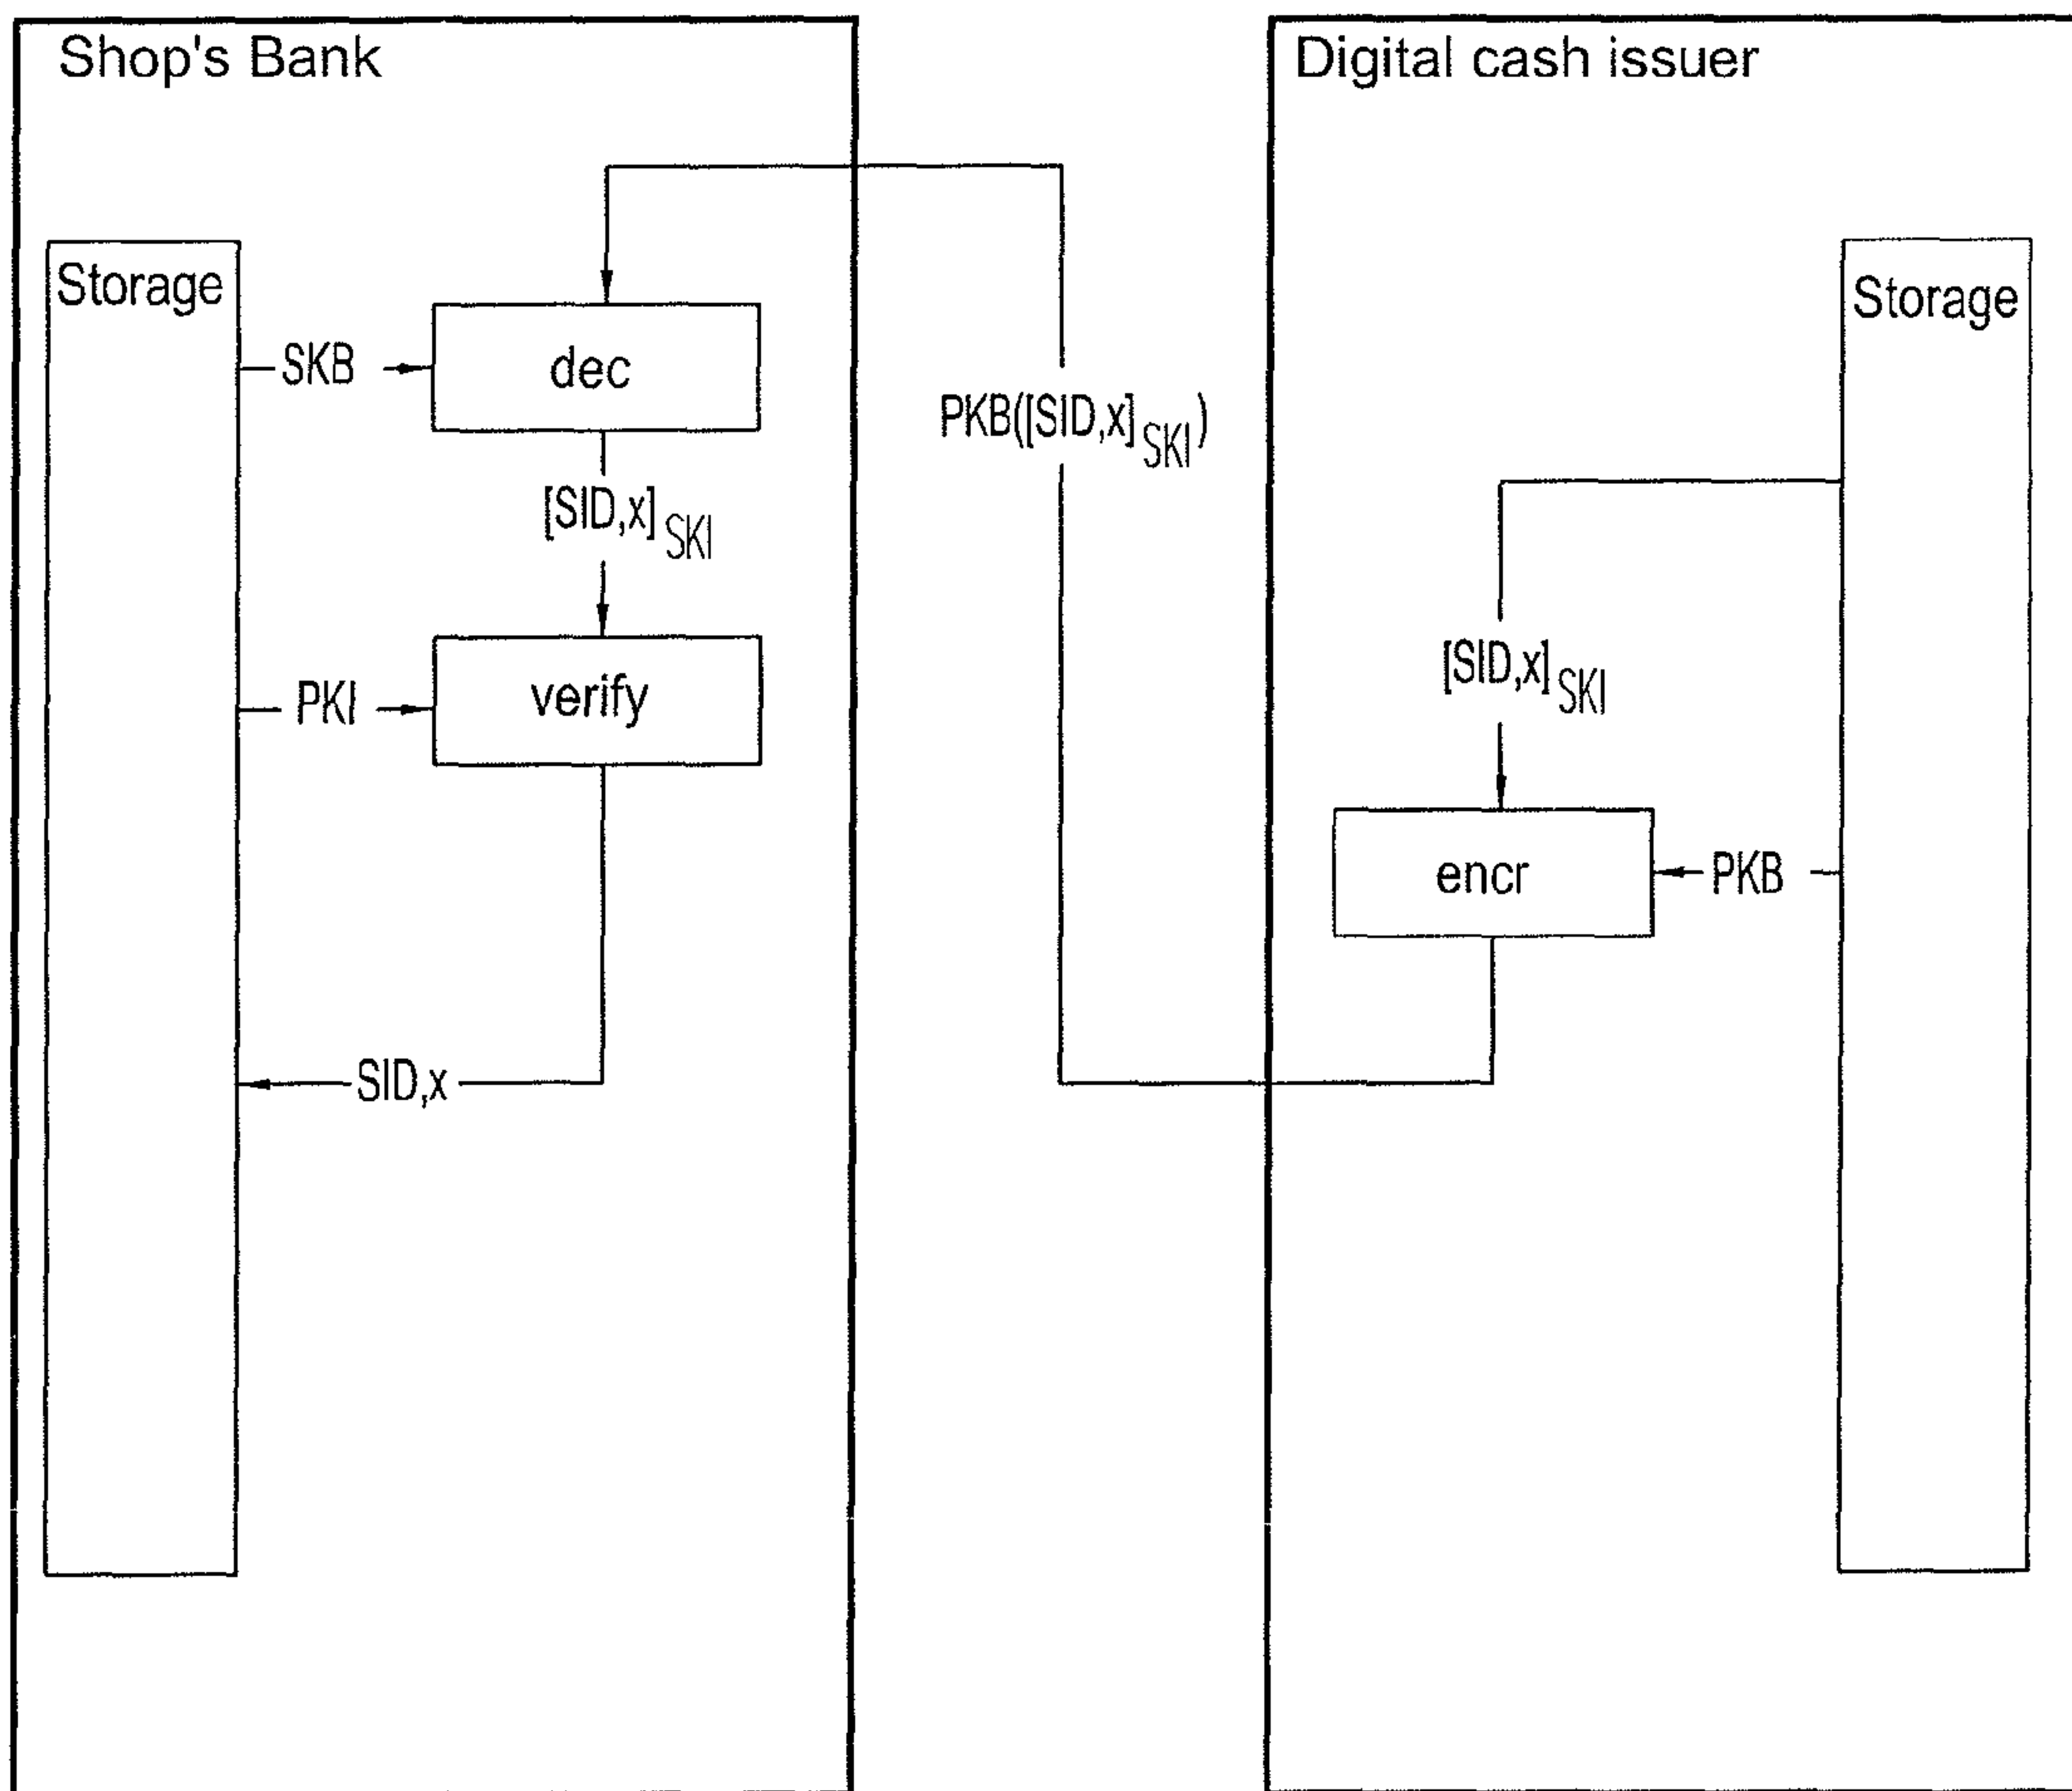 Shop's Bank
Storage
SKB
dec
[SID,x]SKI
PKI
verify
SID,x
PKB([SID,x]SKI)
Digital cash issuer
Storage
[SID,x]SKI
encr
PKB